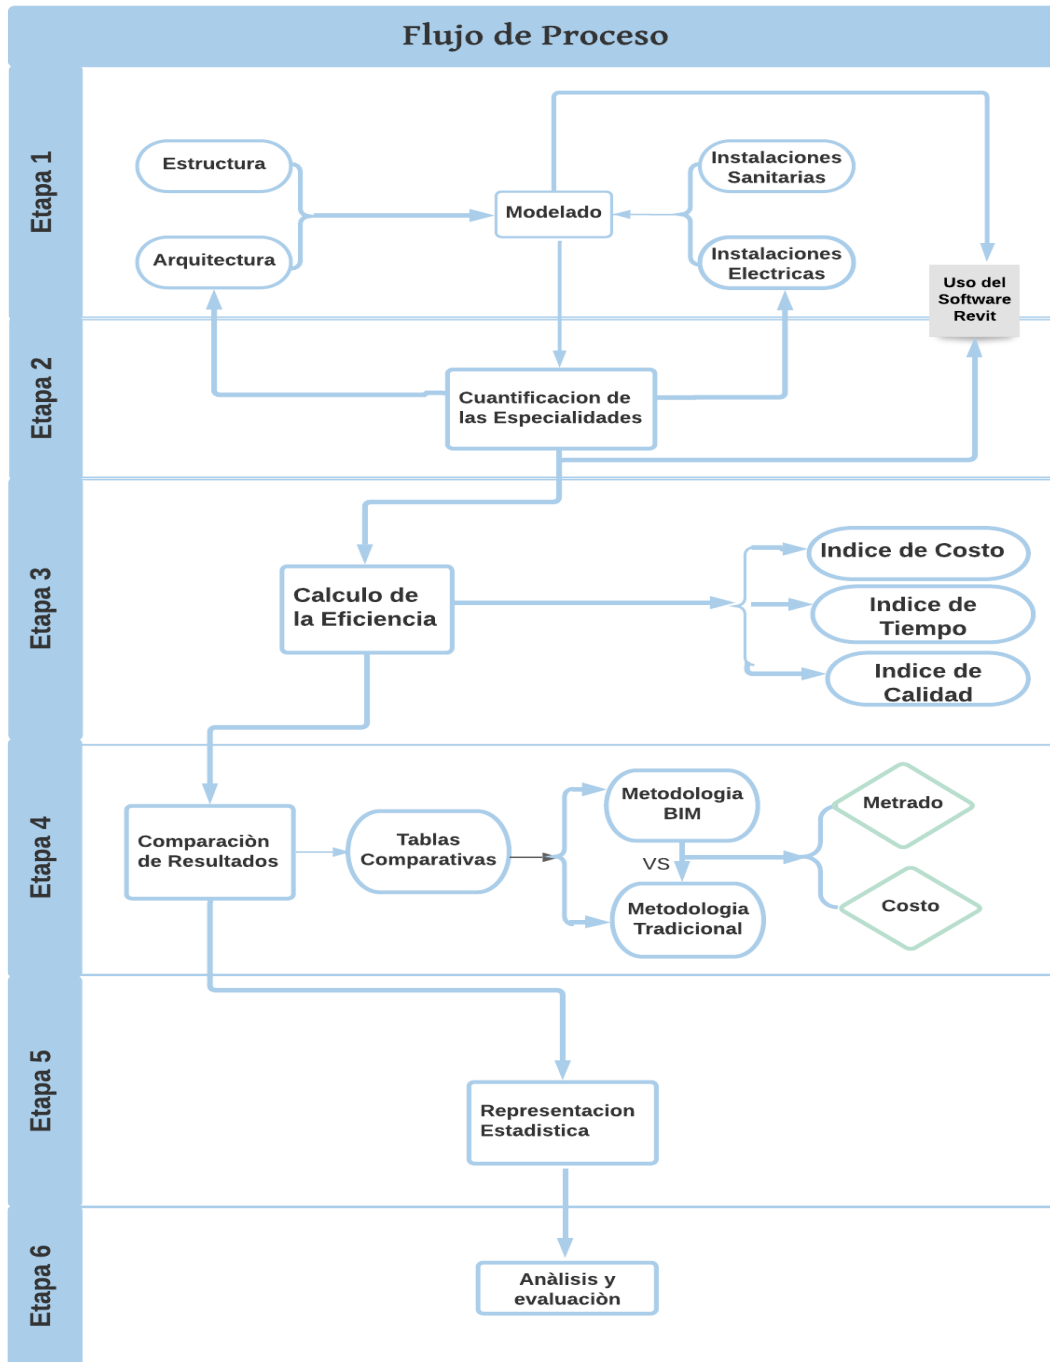 Flujo de Proceso
Etapa 1
Estructura
Arquitectura
Modelado
Instalaciones
Sanitarias
Instalaciones
Electricas
Uso del
Software
Revit
Etapa 2
Cuantificacion de
las Especialidades
Etapa 3
Calculo de
la Eficiencia
Indice de Costo
Indice de
Tiempo
Indice de
Calidad
Etapa 4
Comparaciòn
de Resultados
Tablas
Comparativas
Metodologia
BIM
VS
Metodologia
Tradicional
Metrado
Costo
Etapa 5
Representacion
Estadistica
Etapa 6
Anàlisis y
evaluaciòn